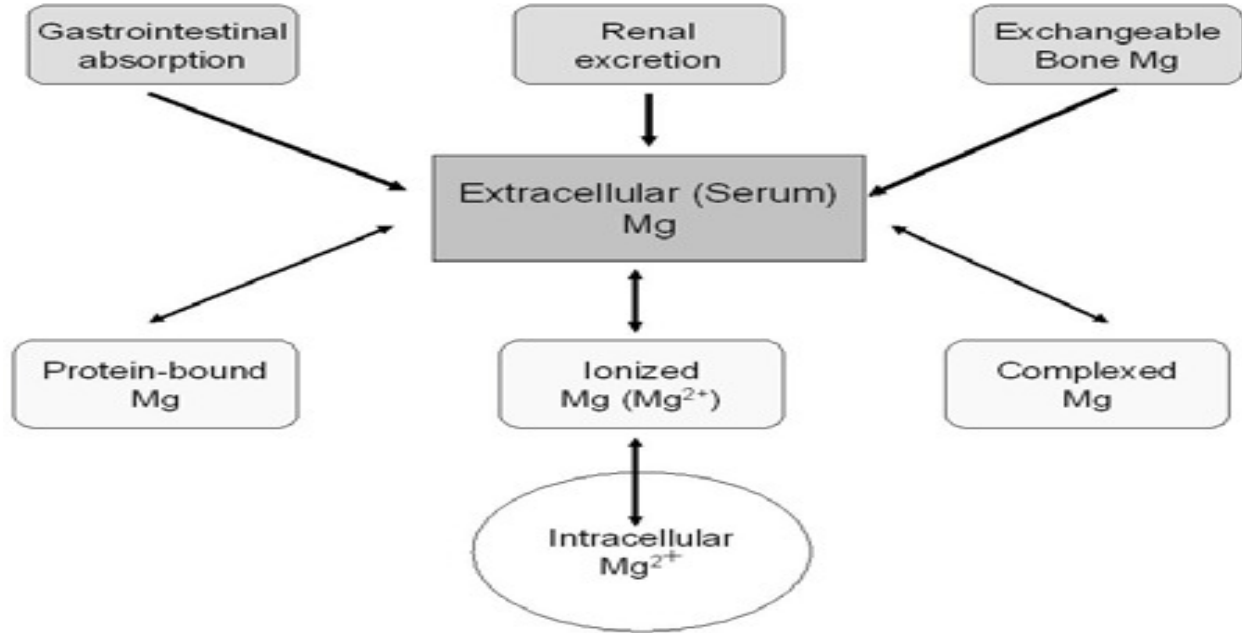 Gastrointestinal
absorption
Renal
excretion
Exchangeable
Bone Mg
Extracellular (Serum)
Mg
Protein-bound
Mg
Ionized
Mg (Mg²⁺)
Complexed
Mg
Intracellular
Mg²⁺